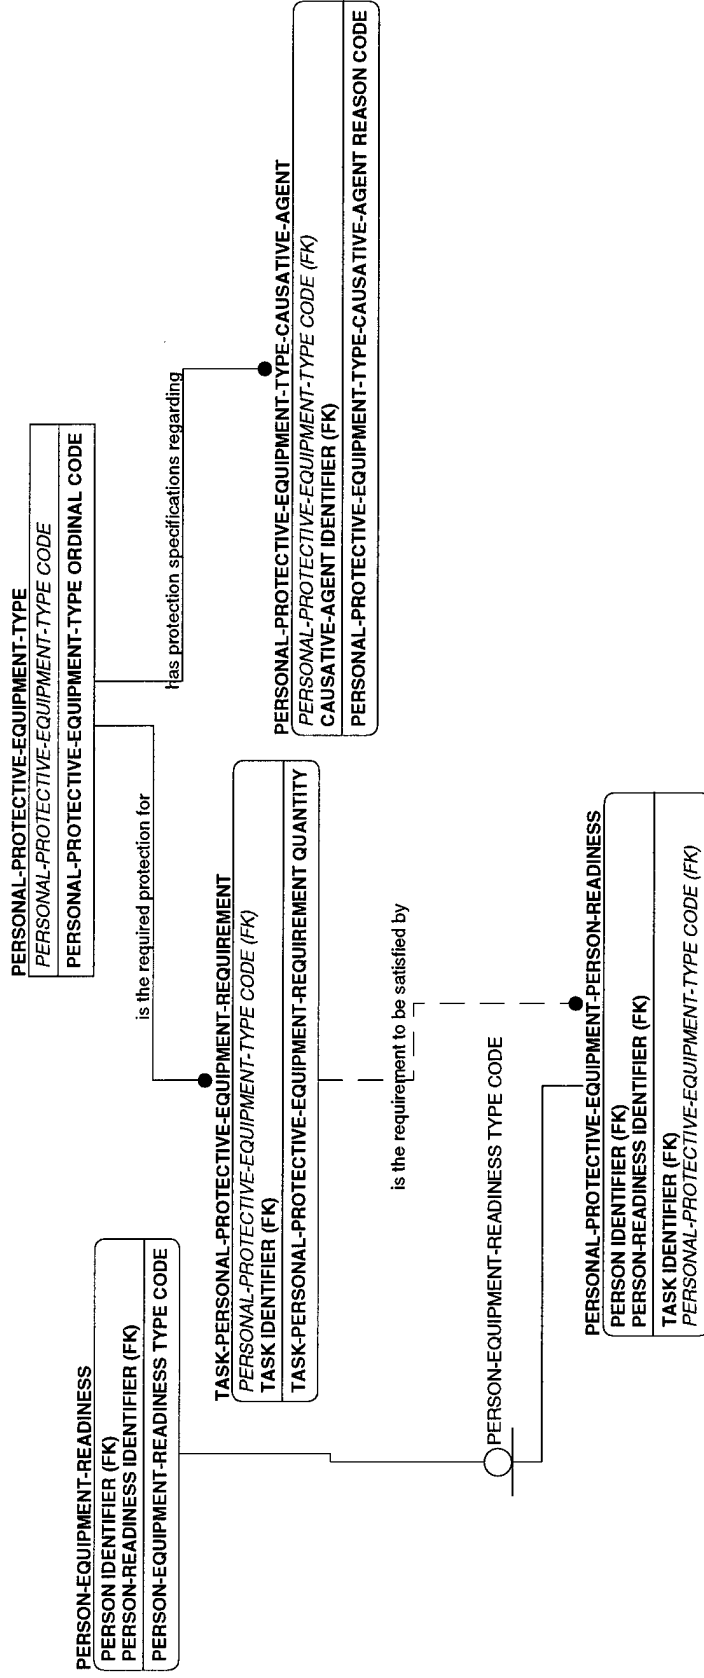 PERSON-EQUIPMENT-READINESS
PERSON IDENTIFIER (FK)
PERSON-READINESS IDENTIFIER (FK)
PERSON-EQUIPMENT-READINESS TYPE CODE
PERSONAL-PROTECTIVE-EQUIPMENT-TYPE
PERSONAL-PROTECTIVE-EQUIPMENT-TYPE CODE
PERSONAL-PROTECTIVE-EQUIPMENT-TYPE ORDINAL CODE
is the required protection for
has protection specifications regarding
TASK-PERSONAL-PROTECTIVE-EQUIPMENT-REQUIREMENT
PERSONAL-PROTECTIVE-EQUIPMENT-TYPE CODE (FK)
TASK IDENTIFIER (FK)
TASK-PERSONAL-PROTECTIVE-EQUIPMENT-REQUIREMENT QUANTITY
PERSONAL-PROTECTIVE-EQUIPMENT-TYPE-CAUSATIVE-AGENT
PERSONAL-PROTECTIVE-EQUIPMENT-TYPE CODE (FK)
CAUSATIVE-AGENT IDENTIFIER (FK)
PERSONAL-PROTECTIVE-EQUIPMENT-TYPE-CAUSATIVE-AGENT REASON CODE
is the requirement to be satisfied by
PERSON-EQUIPMENT-READINESS TYPE CODE
PERSONAL-PROTECTIVE-EQUIPMENT-PERSON-READINESS
PERSON IDENTIFIER (FK)
PERSON-READINESS IDENTIFIER (FK)
TASK IDENTIFIER (FK)
PERSONAL-PROTECTIVE-EQUIPMENT-TYPE CODE (FK)